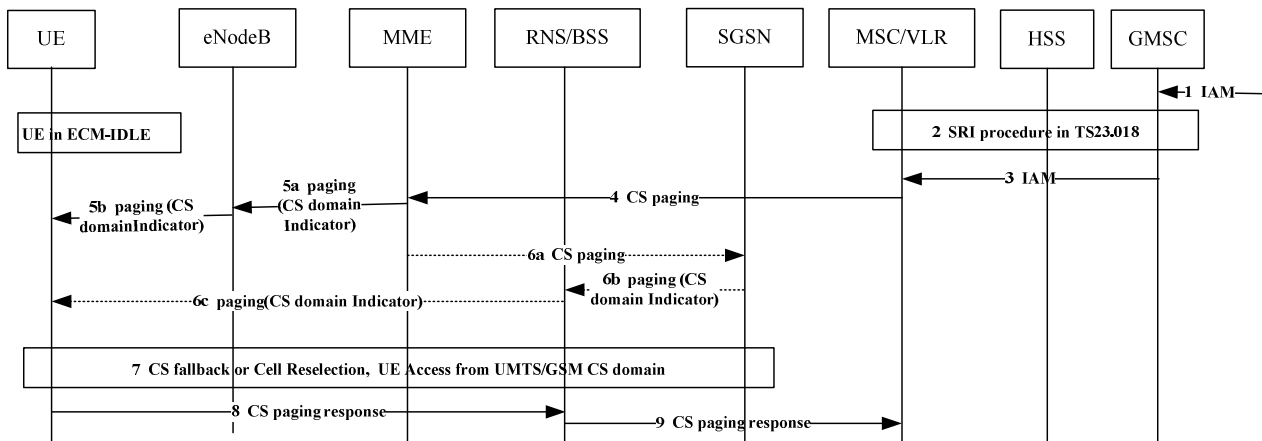 UE
eNodeB
MME
RNS/BSS
SGSN
MSC/VLR
HSS
GMSC
1 IAM
UE in ECM-IDLE
2 SRI procedure in TS23.018
3 IAM
4 CS paging
5a paging
(CS domain
Indicator)
5b paging (CS
domainIndicator)
6a CS paging
6b paging (CS
domain Indicator)
6c paging(CS domain Indicator)
7 CS fallback or Cell Reselection, UE Access from UMTS/GSM CS domain
8 CS paging response
9 CS paging response